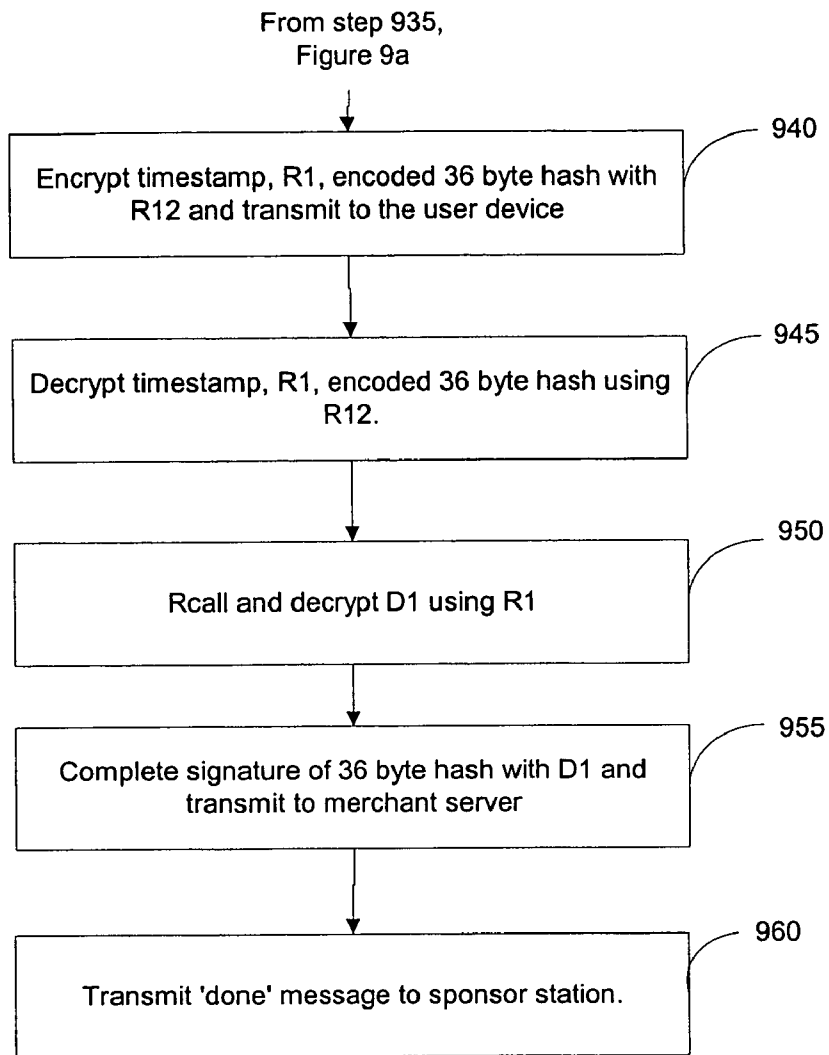 From step 935,
Figure 9a
940
Encrypt timestamp, R1, encoded 36 byte hash with
R12 and transmit to the user device
945
Decrypt timestamp, R1, encoded 36 byte hash using
R12.
950
Rcall and decrypt D1 using R1
955
Complete signature of 36 byte hash with D1 and
transmit to merchant server
960
Transmit 'done' message to sponsor station.